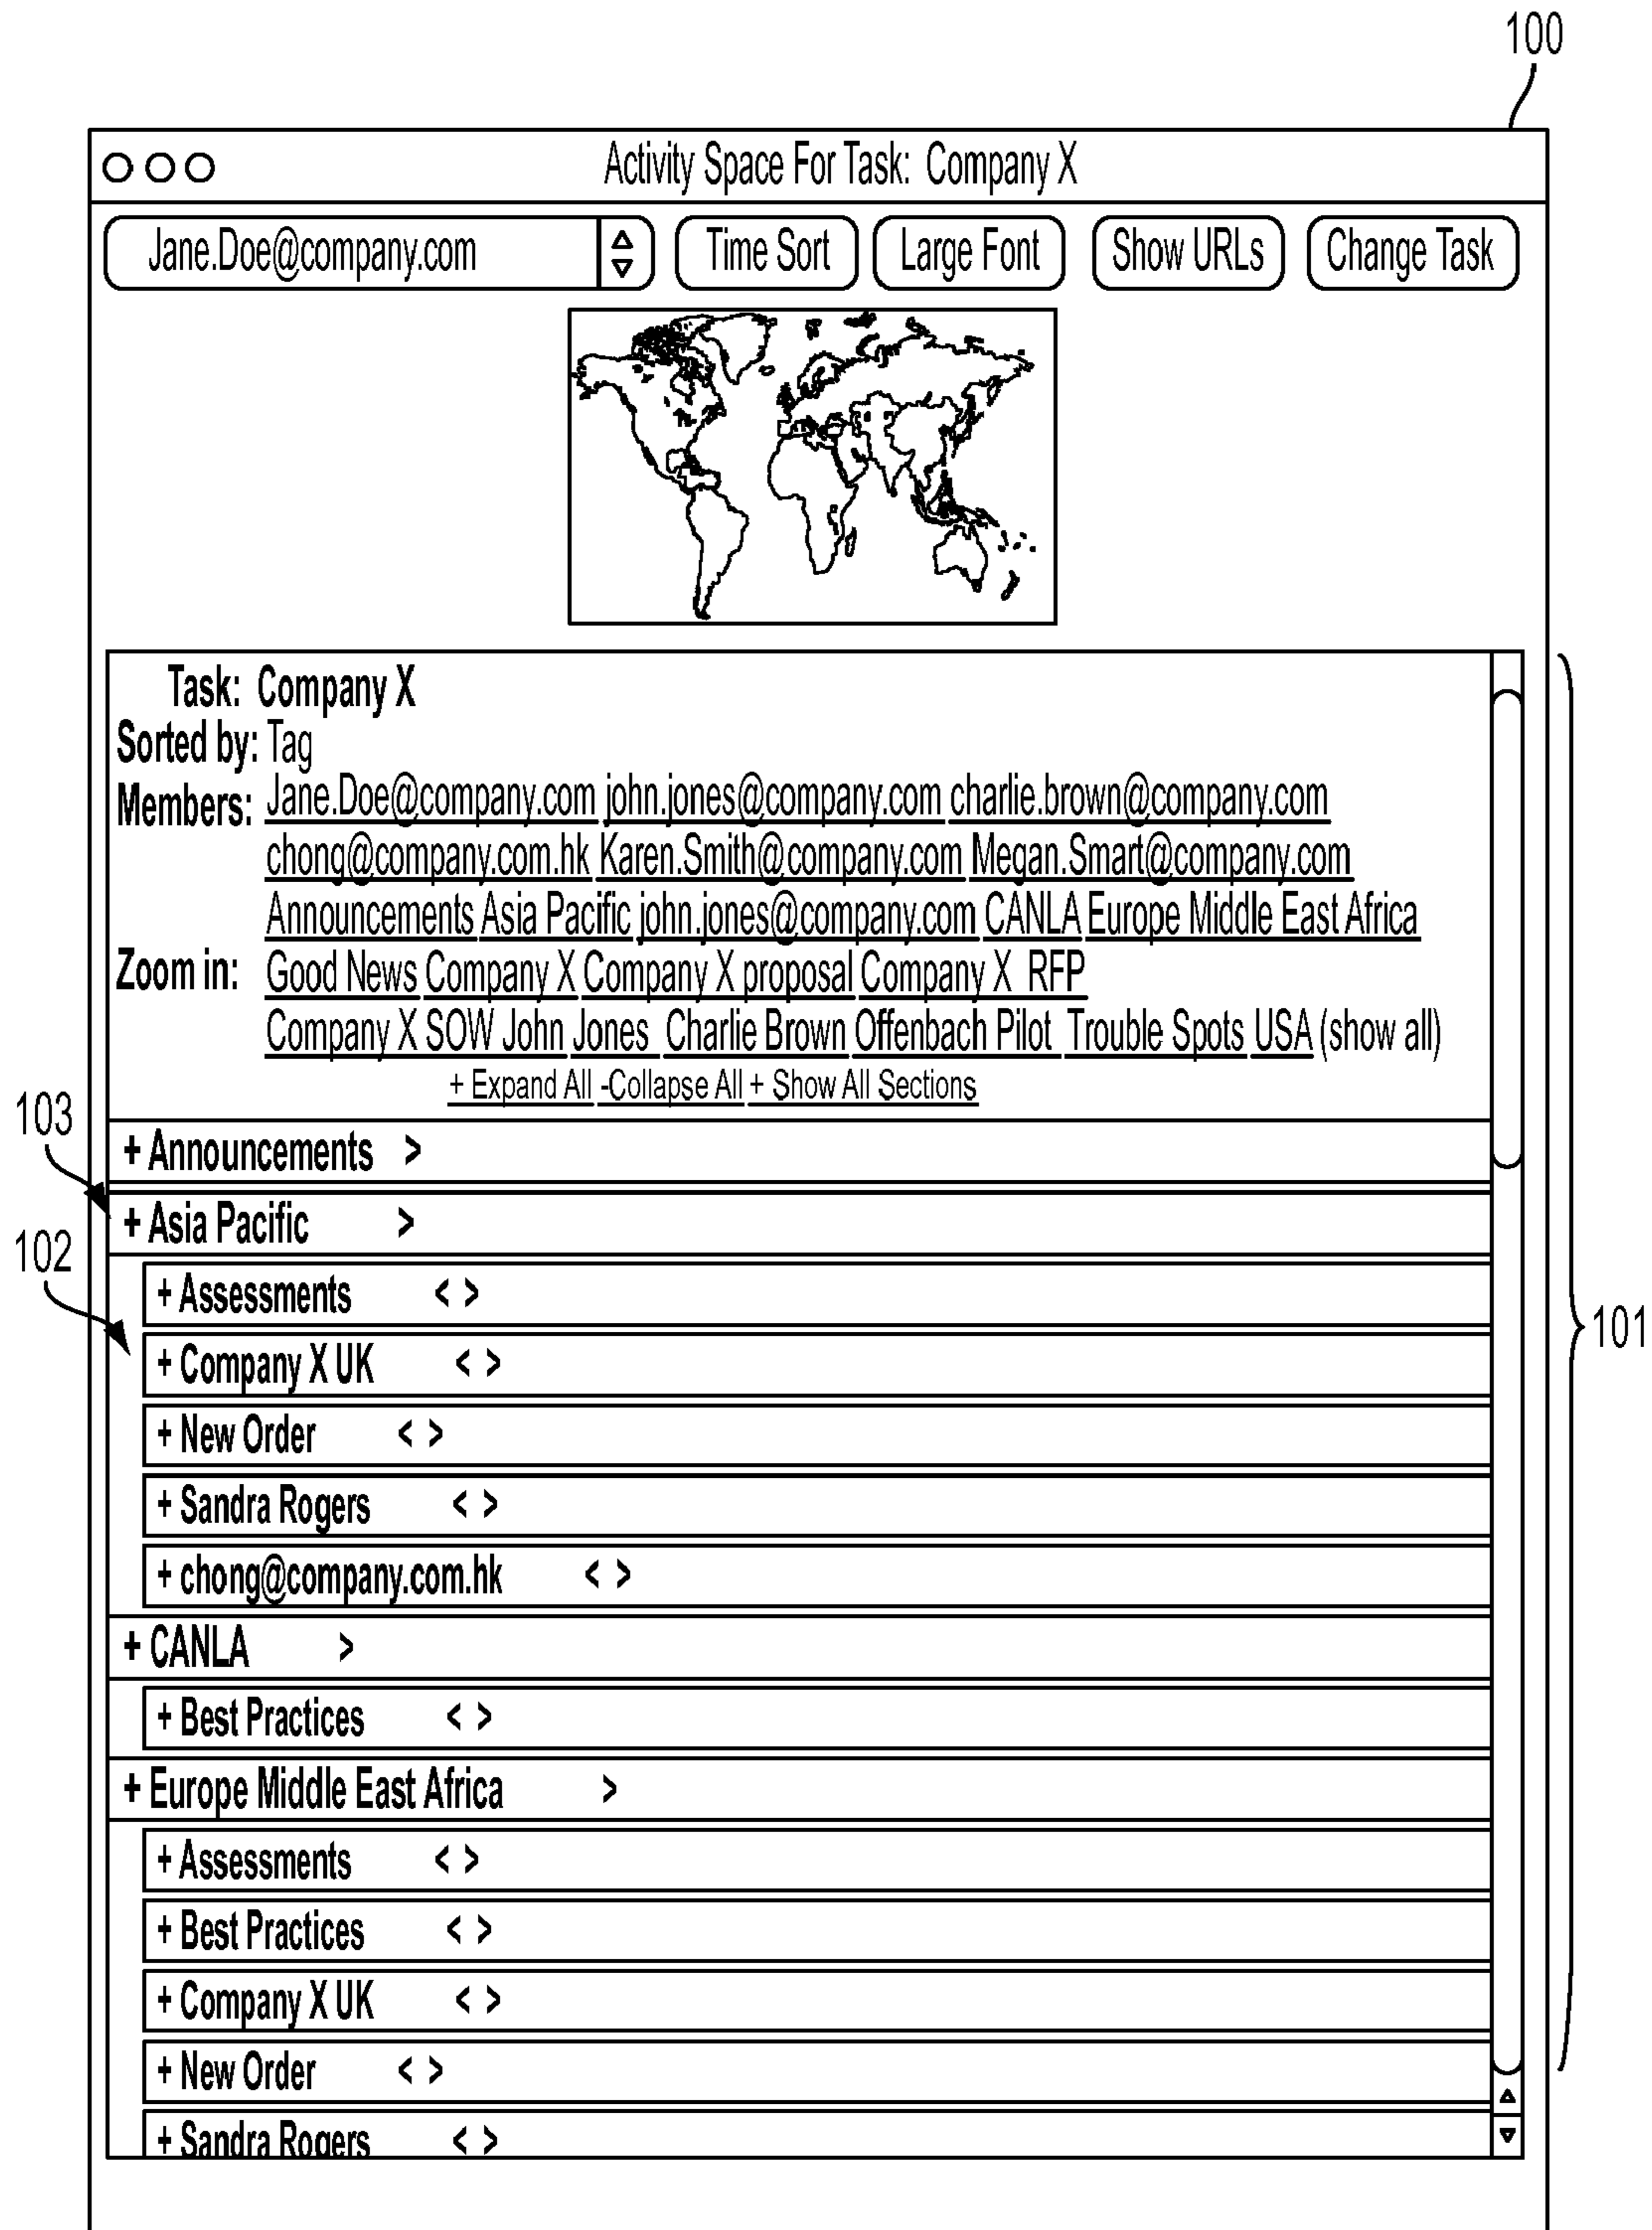 100
Activity Space For Task: Company X
Jane.Doe@company.com Time Sort Large Font Show URLs Change Task
Task: Company X
Sorted by: Tag
Members: Jane.Doe@company.com john.jones@company.com charlie.brown@company.com
chong@company.com.hk Karen.Smith@company.com Megan.Smart@company.com
Announcements Asia Pacific john.jones@company.com CANLA Europe Middle East Africa
Zoom in: Good News Company X Company X proposal Company X RFP
Company X SOW John Jones Charlie Brown Offenbach Pilot Trouble Spots USA (show all)
+ Expand All -Collapse All + Show All Sections
103
+ Announcements >
+ Asia Pacific >
102
+ Assessments < >
101
+ Company X UK < >
+ New Order < >
+ Sandra Rogers < >
+ chong@company.com.hk < >
+ CANLA >
+ Best Practices < >
+ Europe Middle East Africa >
+ Assessments < >
+ Best Practices < >
+ Company X UK < >
+ New Order < >
+ Sandra Rogers < >